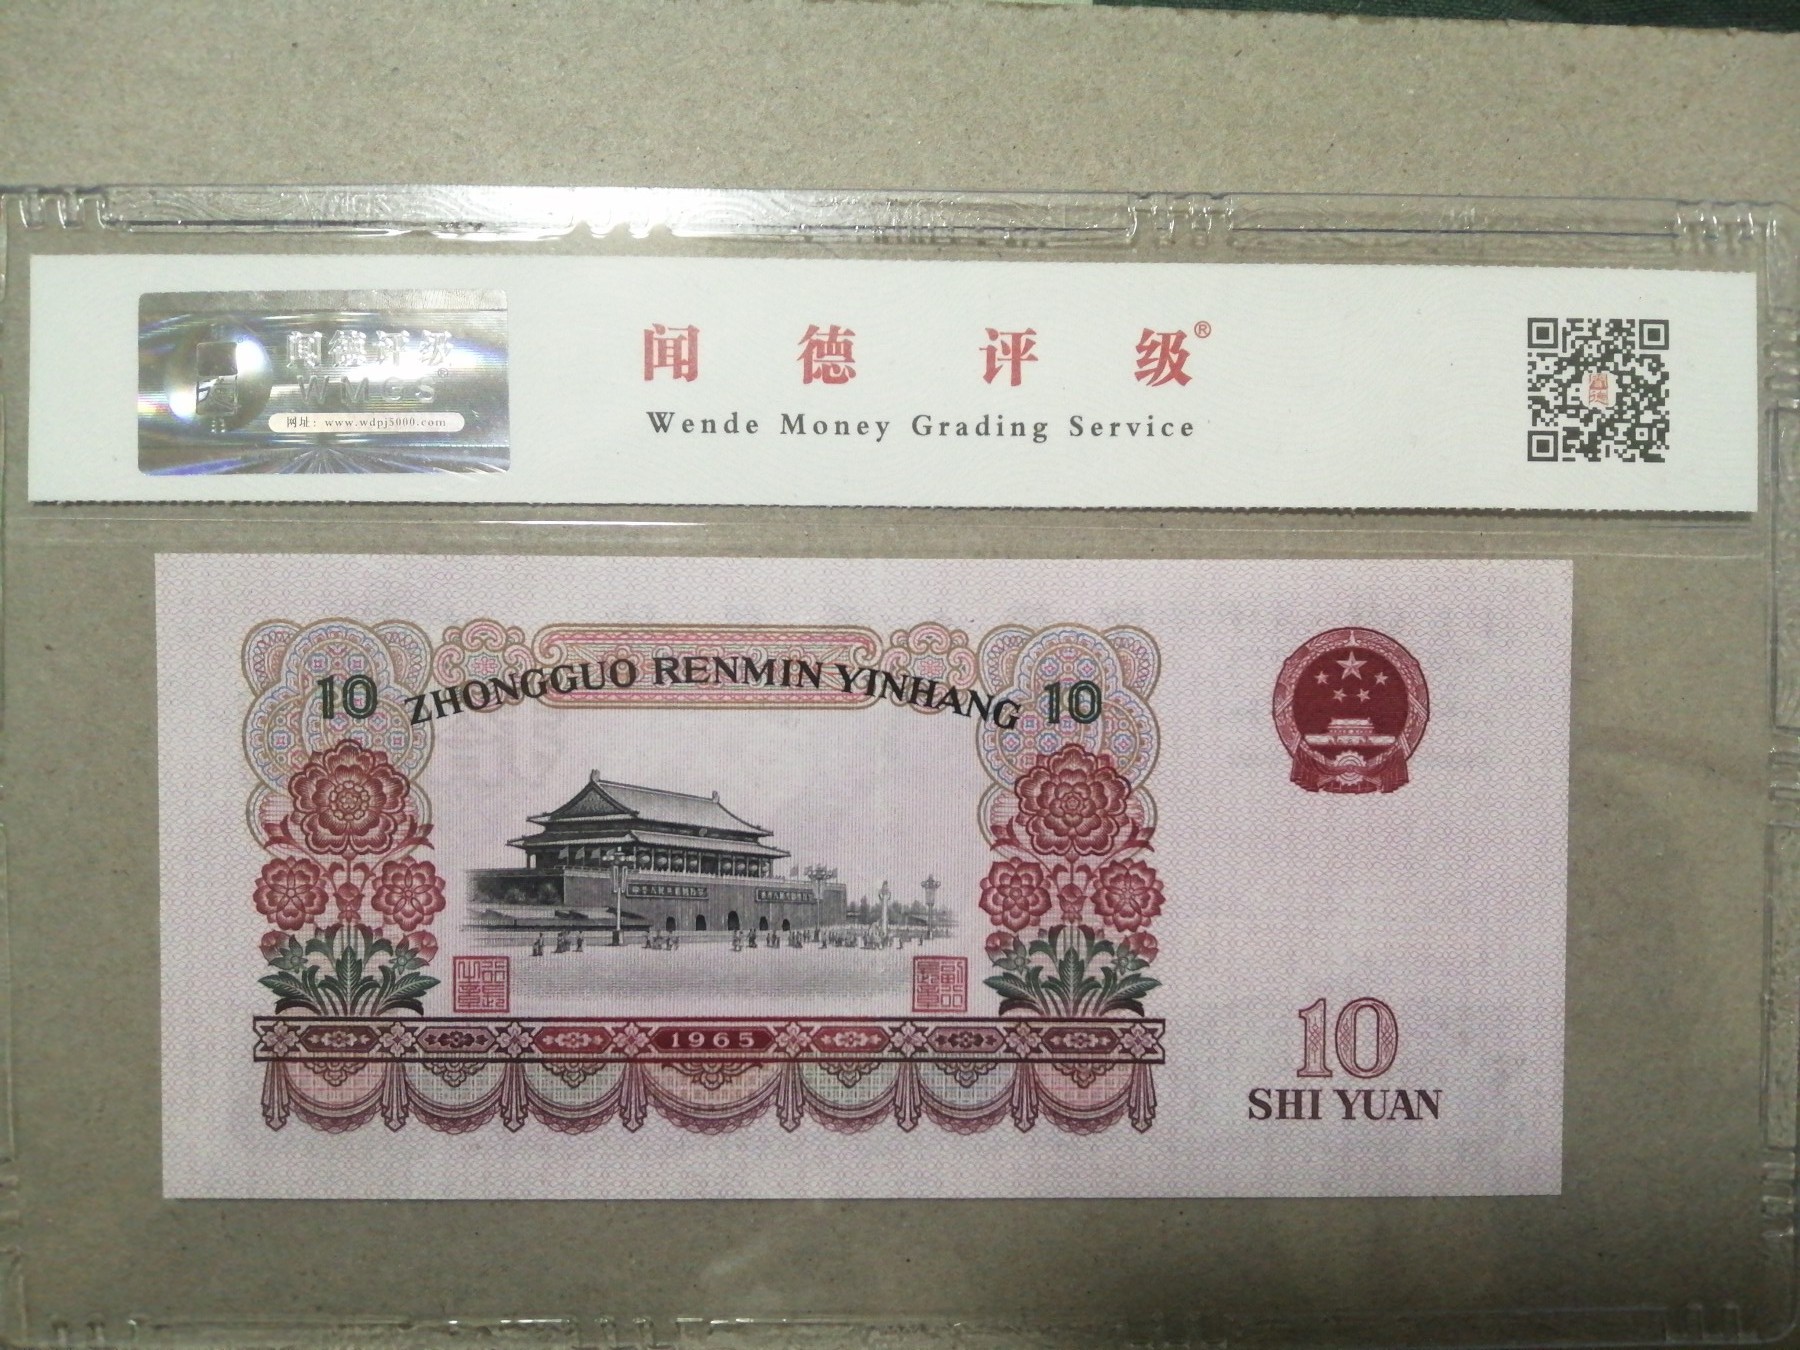 闻德评级
WMGS®
网址：www.wdpj5000.com
闻德评级®
Wende Money Grading Service
10 ZHONGGUO RENMIN YINHANG 10
1965
10
SHI YUAN